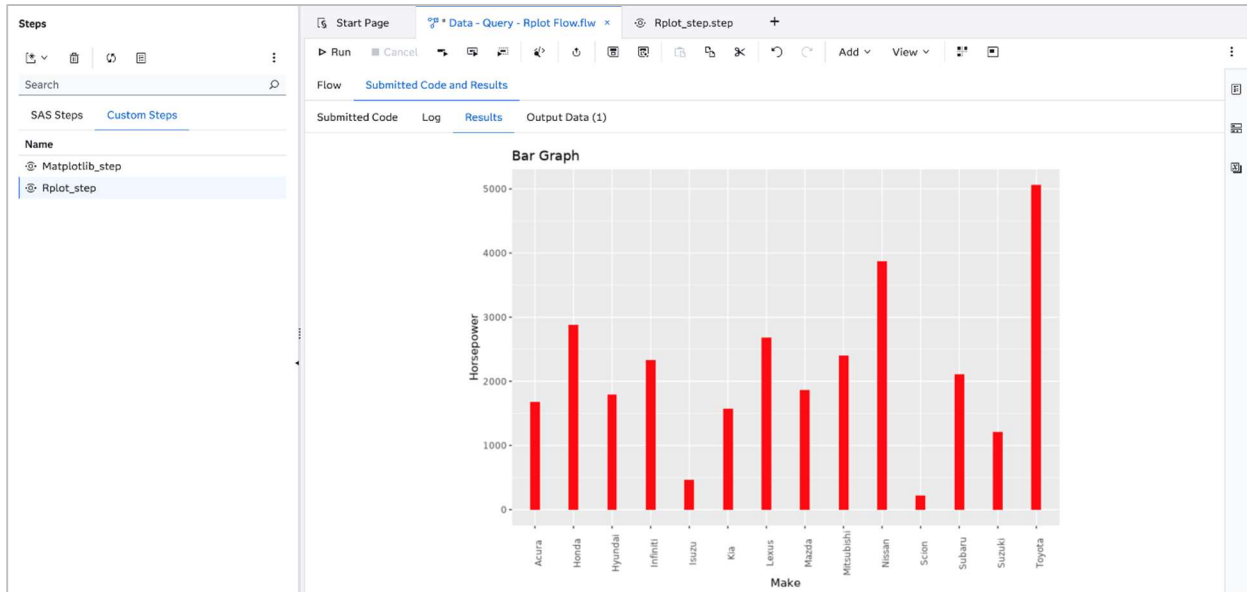 Steps
Search
SAS Steps Custom Steps
Name
Matplotlib_step
Rplot_step
Start Page * Data - Query - Rplot Flow.flw × Rplot_step.step +
Run Cancel Add View
Flow Submitted Code and Results
Submitted Code Log Results Output Data (1)
Bar Graph
5000
4000
3000
2000
1000
0
Horsepower
Acura
Honda
Hyundai
Infiniti
Isuzu
Kia
Lexus
Mazda
Mitsubishi
Nissan
Scion
Subaru
Suzuki
Toyota
Make